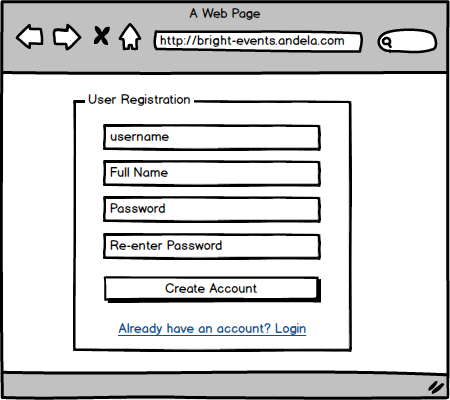 A Web Page
http://bright-events.andela.com
User Registration
username
Full Name
Password
Re-enter Password
Create Account
Already have an account? Login